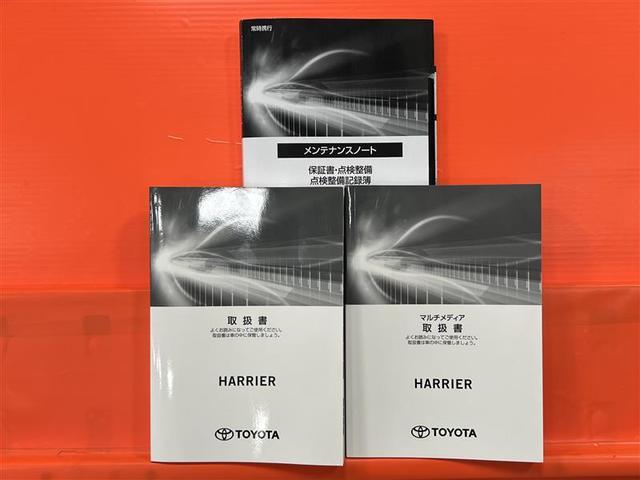 常時携行
メンテナンスノート
保証書・点検整備
点検整備記録簿
取扱書
よくお読みになってご使用ください。
取扱書は車の中に保管しましょう。
HARRIER
TOYOTA
マルチメディア
取扱書
よくお読みになってご使用ください。
取扱書は車の中に保管しましょう。
HARRIER
TOYOTA